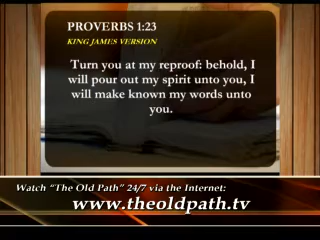 PROVERBS 1:23
KING JAMES VERSION
Turn you at my reproof: behold, I
will pour out my spirit unto you, I
will make known my words unto
you.
Watch "The Old Path" 24/7 via the Internet:
www.theoldpath.tv